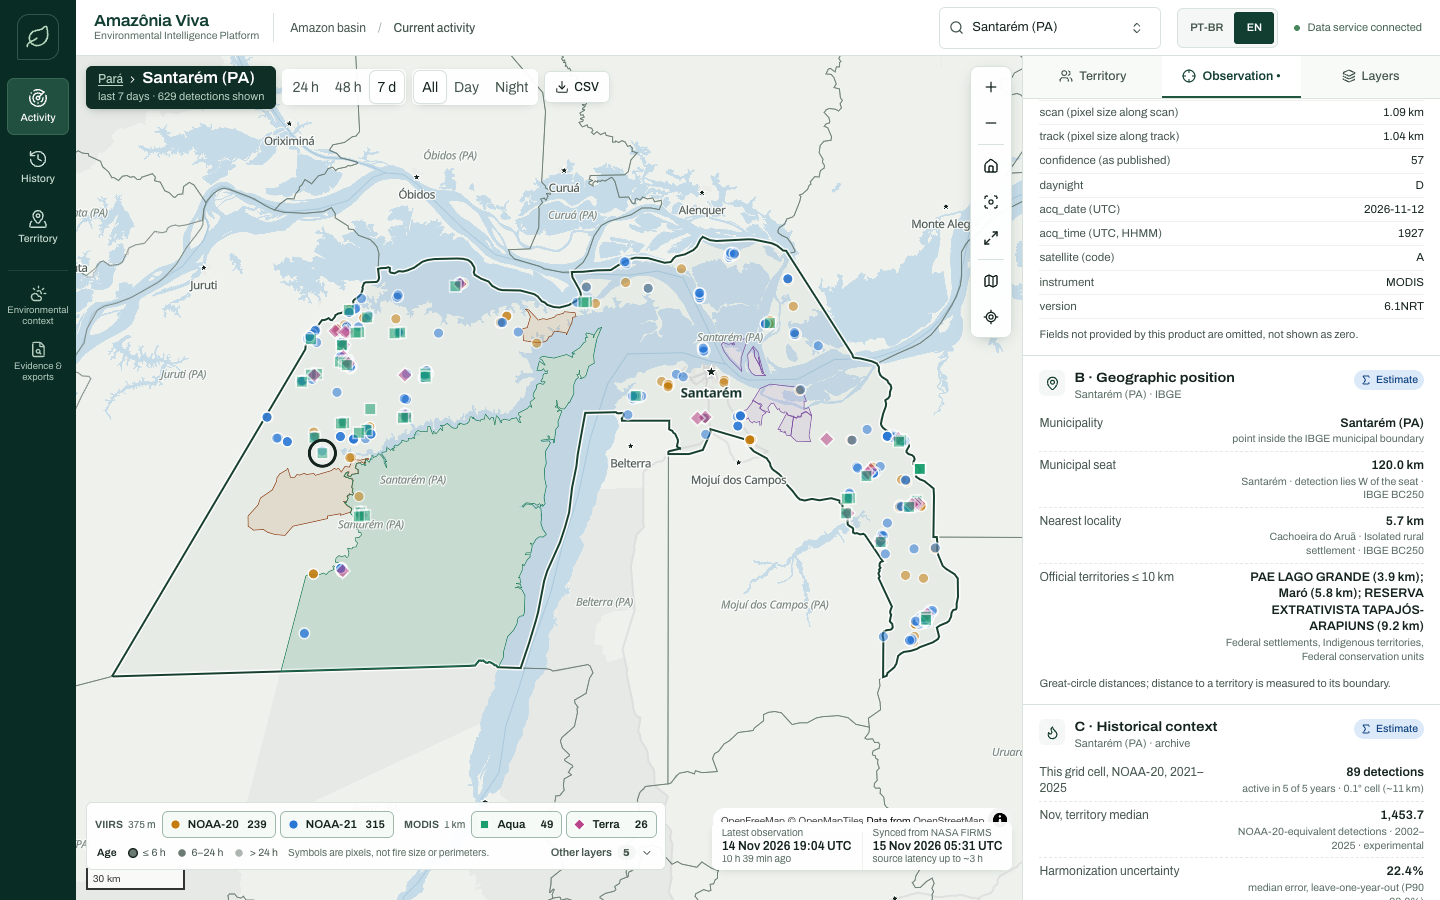 Amazônia Viva
Environmental Intelligence Platform
Amazon basin / Current activity
Santarém (PA)
PT-BR EN
Data service connected
Activity
History
Territory
Environmental context
Evidence & exports
Pará › Santarém (PA)
last 7 days · 629 detections shown
24 h 48 h 7 d
All Day Night
CSV
Oriximiná
Óbidos (PA)
Óbidos
Curuá
Curuá (PA)
Alenquer
Monte Aleg
ata (PA)
ata
Juruti
Juruti (PA)
Santarém (PA)
Santarém
Belterra
Mojuí dos Campos
Santarém (PA)
Santarém (PA)
Belterra (PA)
Mojuí dos Campos (PA)
Uruará
VIIRS 375 m NOAA-20 239 NOAA-21 315 MODIS 1 km Aqua 49 Terra 26
Age ≤ 6 h 6–24 h > 24 h Symbols are pixels, not fire size or perimeters. Other layers 5
30 km
OpenFreeMap © OpenMapTiles Data from OpenStreetMap
Latest observation
14 Nov 2026 19:04 UTC
10 h 39 min ago
Synced from NASA FIRMS
15 Nov 2026 05:31 UTC
source latency up to ~3 h
Territory Observation • Layers
scan (pixel size along scan) 1.09 km
track (pixel size along track) 1.04 km
confidence (as published) 57
daynight D
acq_date (UTC) 2026-11-12
acq_time (UTC, HHMM) 1927
satellite (code) A
instrument MODIS
version 6.1NRT
Fields not provided by this product are omitted, not shown as zero.
B · Geographic position
Santarém (PA) · IBGE
Estimate
Municipality Santarém (PA)
point inside the IBGE municipal boundary
Municipal seat 120.0 km
Santarém · detection lies W of the seat ·
IBGE BC250
Nearest locality 5.7 km
Cachoeira do Aruã · Isolated rural
settlement · IBGE BC250
Official territories ≤ 10 km PAE LAGO GRANDE (3.9 km);
Maró (5.8 km); RESERVA
EXTRATIVISTA TAPAJÓS-
ARAPIUNS (9.2 km)
Federal settlements, Indigenous territories,
Federal conservation units
Great-circle distances; distance to a territory is measured to its boundary.
C · Historical context
Santarém (PA) · archive
Estimate
This grid cell, NOAA-20, 2021–
2025
89 detections
active in 5 of 5 years · 0.1° cell (~11 km)
Nov, territory median 1,453.7
NOAA-20-equivalent detections · 2002–
2025 · experimental
Harmonization uncertainty 22.4%
median error, leave-one-year-out (P90